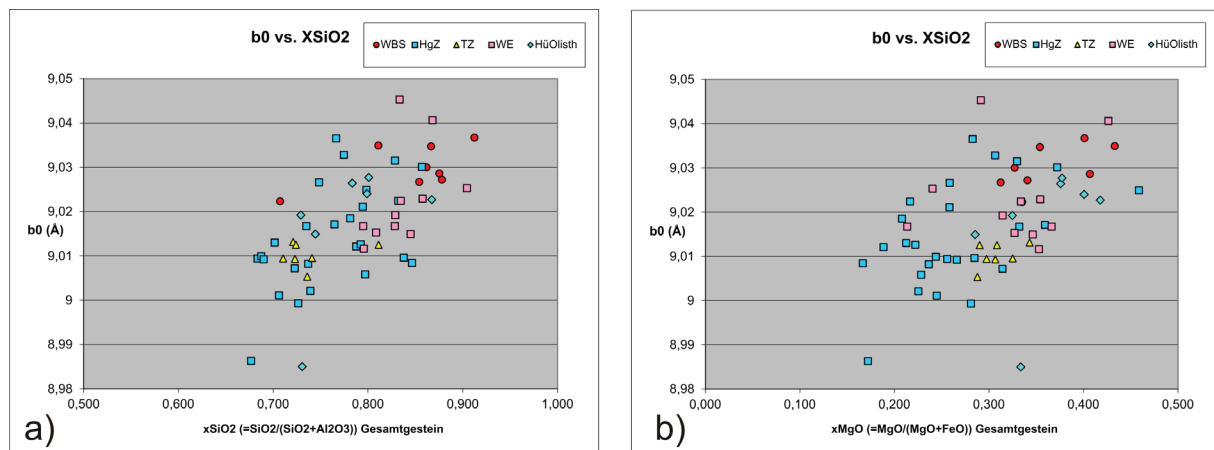 b0 vs. XSiO2
WBS HgZ TZ WE HüOlisth
9,05
9,04
9,03
9,02
b0 (Å)
9,01
9
8,99
8,98
0,500 0,600 0,700 0,800 0,900 1,000
xSiO2 (=SiO2/(SiO2+Al2O3)) Gesamtgestein
a)
b0 vs. XSiO2
WBS HgZ TZ WE HüOlisth
9,05
9,04
9,03
9,02
b0 (Å)
9,01
9
8,99
8,98
0,000 0,100 0,200 0,300 0,400 0,500
xMgO (=MgO/(MgO+FeO)) Gesamtgestein
b)